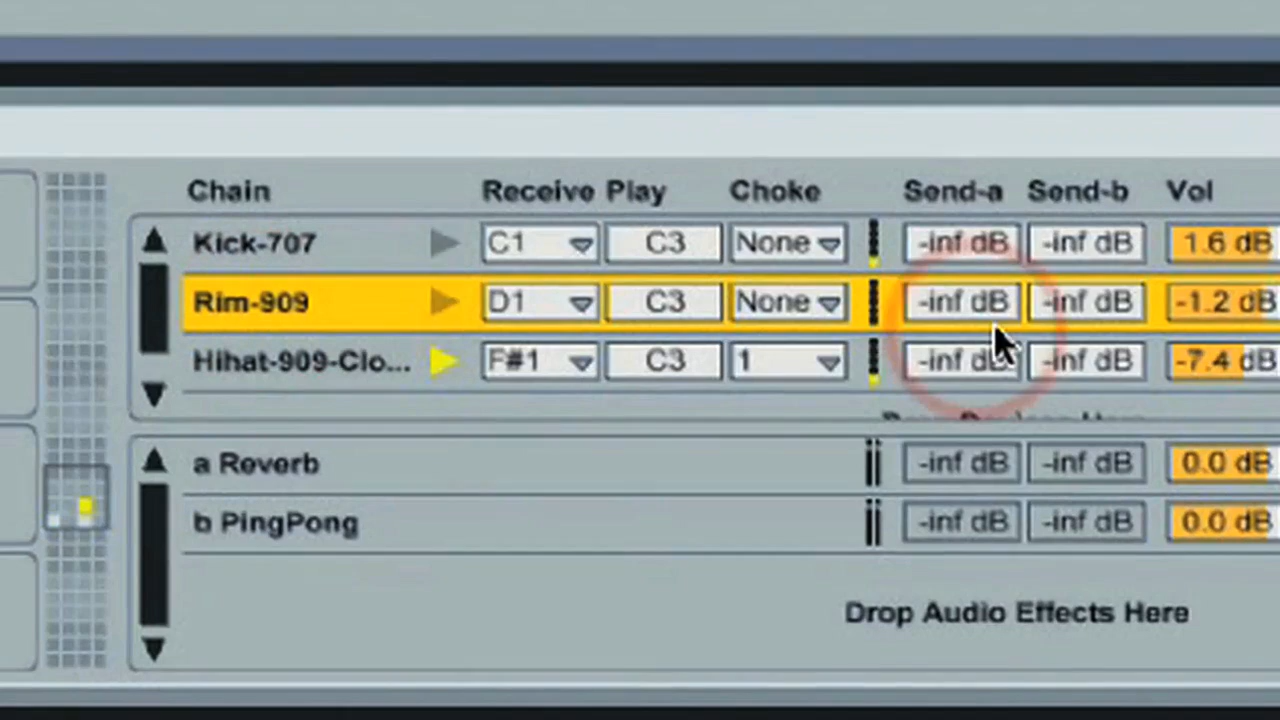 Chain Receive Play Choke Send-a Send-b Vol
Kick-707 C1 C3 None -inf dB -inf dB 1.6 dB
Rim-909 D1 C3 None -inf dB -inf dB -1.2 dB
Hihat-909-Clo... F#1 C3 1 -inf dB -inf dB -7.4 dB
a Reverb -inf dB -inf dB 0.0 dB
b PingPong -inf dB -inf dB 0.0 dB
Drop Audio Effects Here